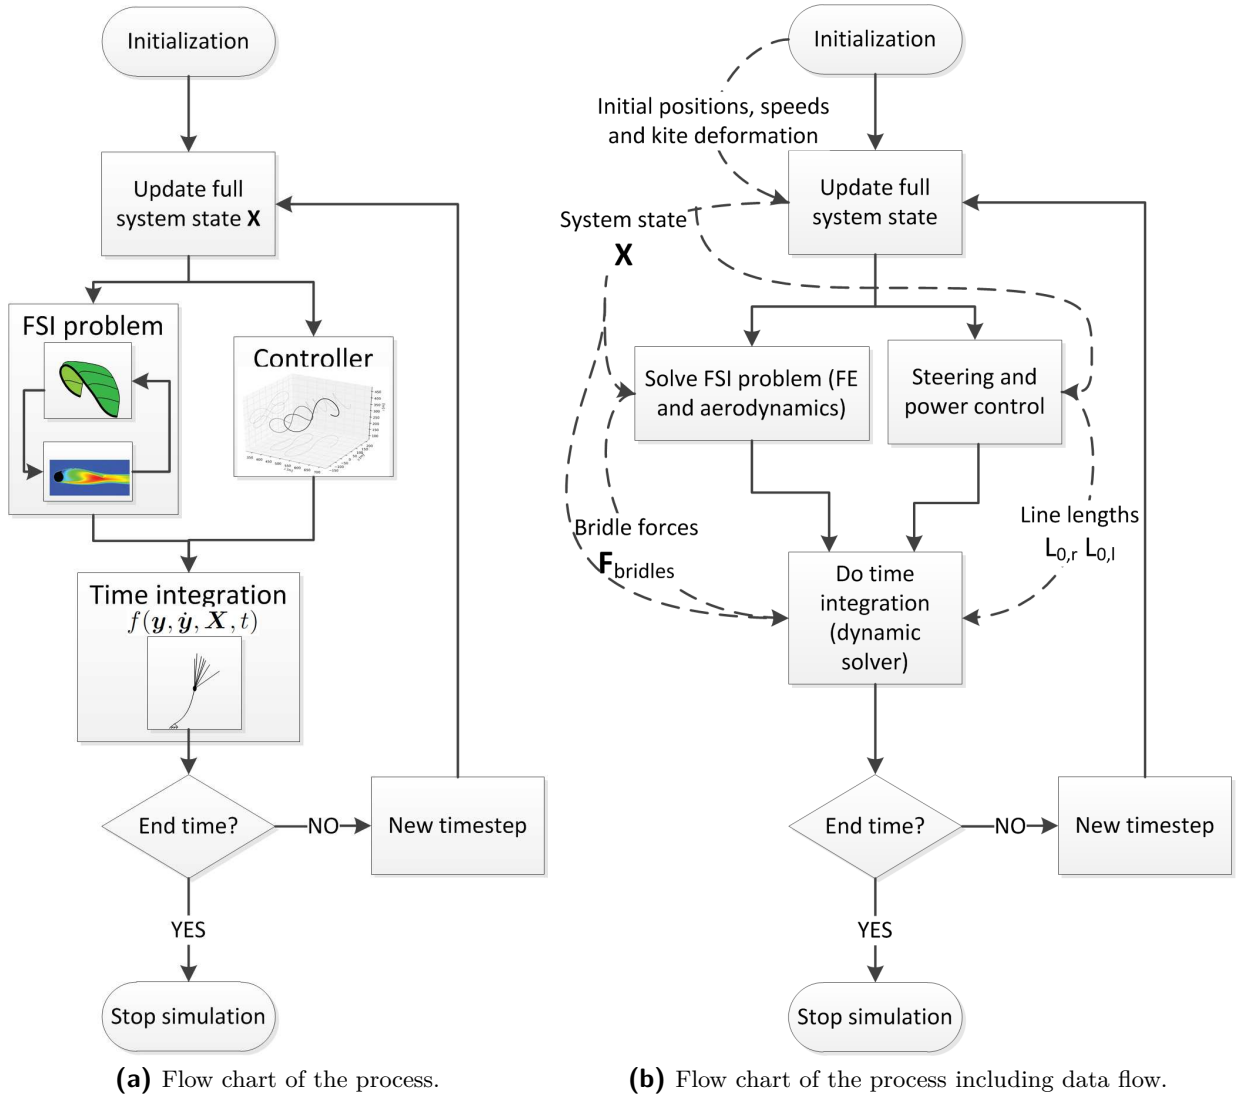 Initialization
Update full
system state X
FSI problem
Controller
Time integration
f(y, ẏ, X, t)
End time?
NO
New timestep
YES
Stop simulation
(a) Flow chart of the process.
Initialization
Initial positions, speeds
and kite deformation
Update full
system state
System state
X
Solve FSI problem (FE
and aerodynamics)
Steering and
power control
Bridle forces
F_bridles
Line lengths
L_0,r L_0,l
Do time
integration
(dynamic
solver)
End time?
NO
New timestep
YES
Stop simulation
(b) Flow chart of the process including data flow.